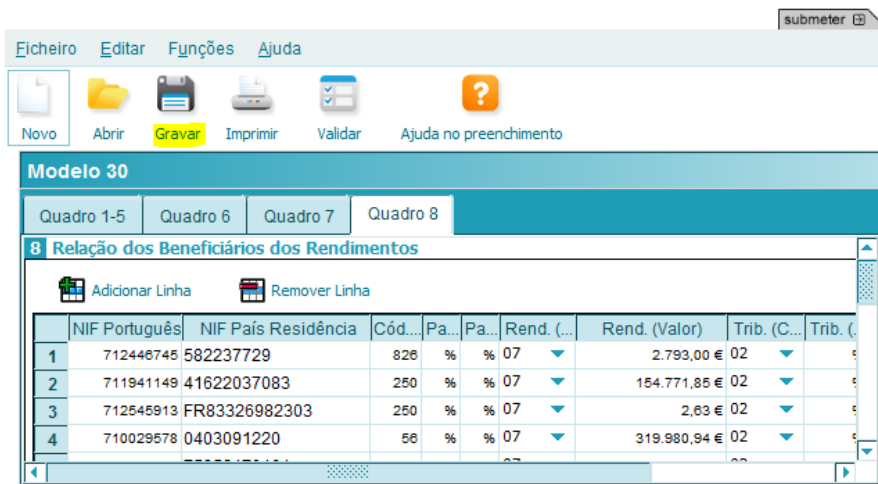 submeter
Ficheiro Editar Funções Ajuda
Novo Abrir Gravar Imprimir Validar Ajuda no preenchimento
?
Modelo 30
Quadro 1-5 Quadro 6 Quadro 7 Quadro 8
8 Relação dos Beneficiários dos Rendimentos
Adicionar Linha Remover Linha
NIF Português NIF País Residência Cód... Pa... Pa... Rend. (... Rend. (Valor) Trib. (C... Trib. (...
1 712446745 582237729 826 % % 07 2.793,00 € 02
2 711941149 41622037083 250 % % 07 154.771,85 € 02
3 712545913 FR83326982303 250 % % 07 2,63 € 02
4 710029578 0403091220 56 % % 07 319.980,94 € 02